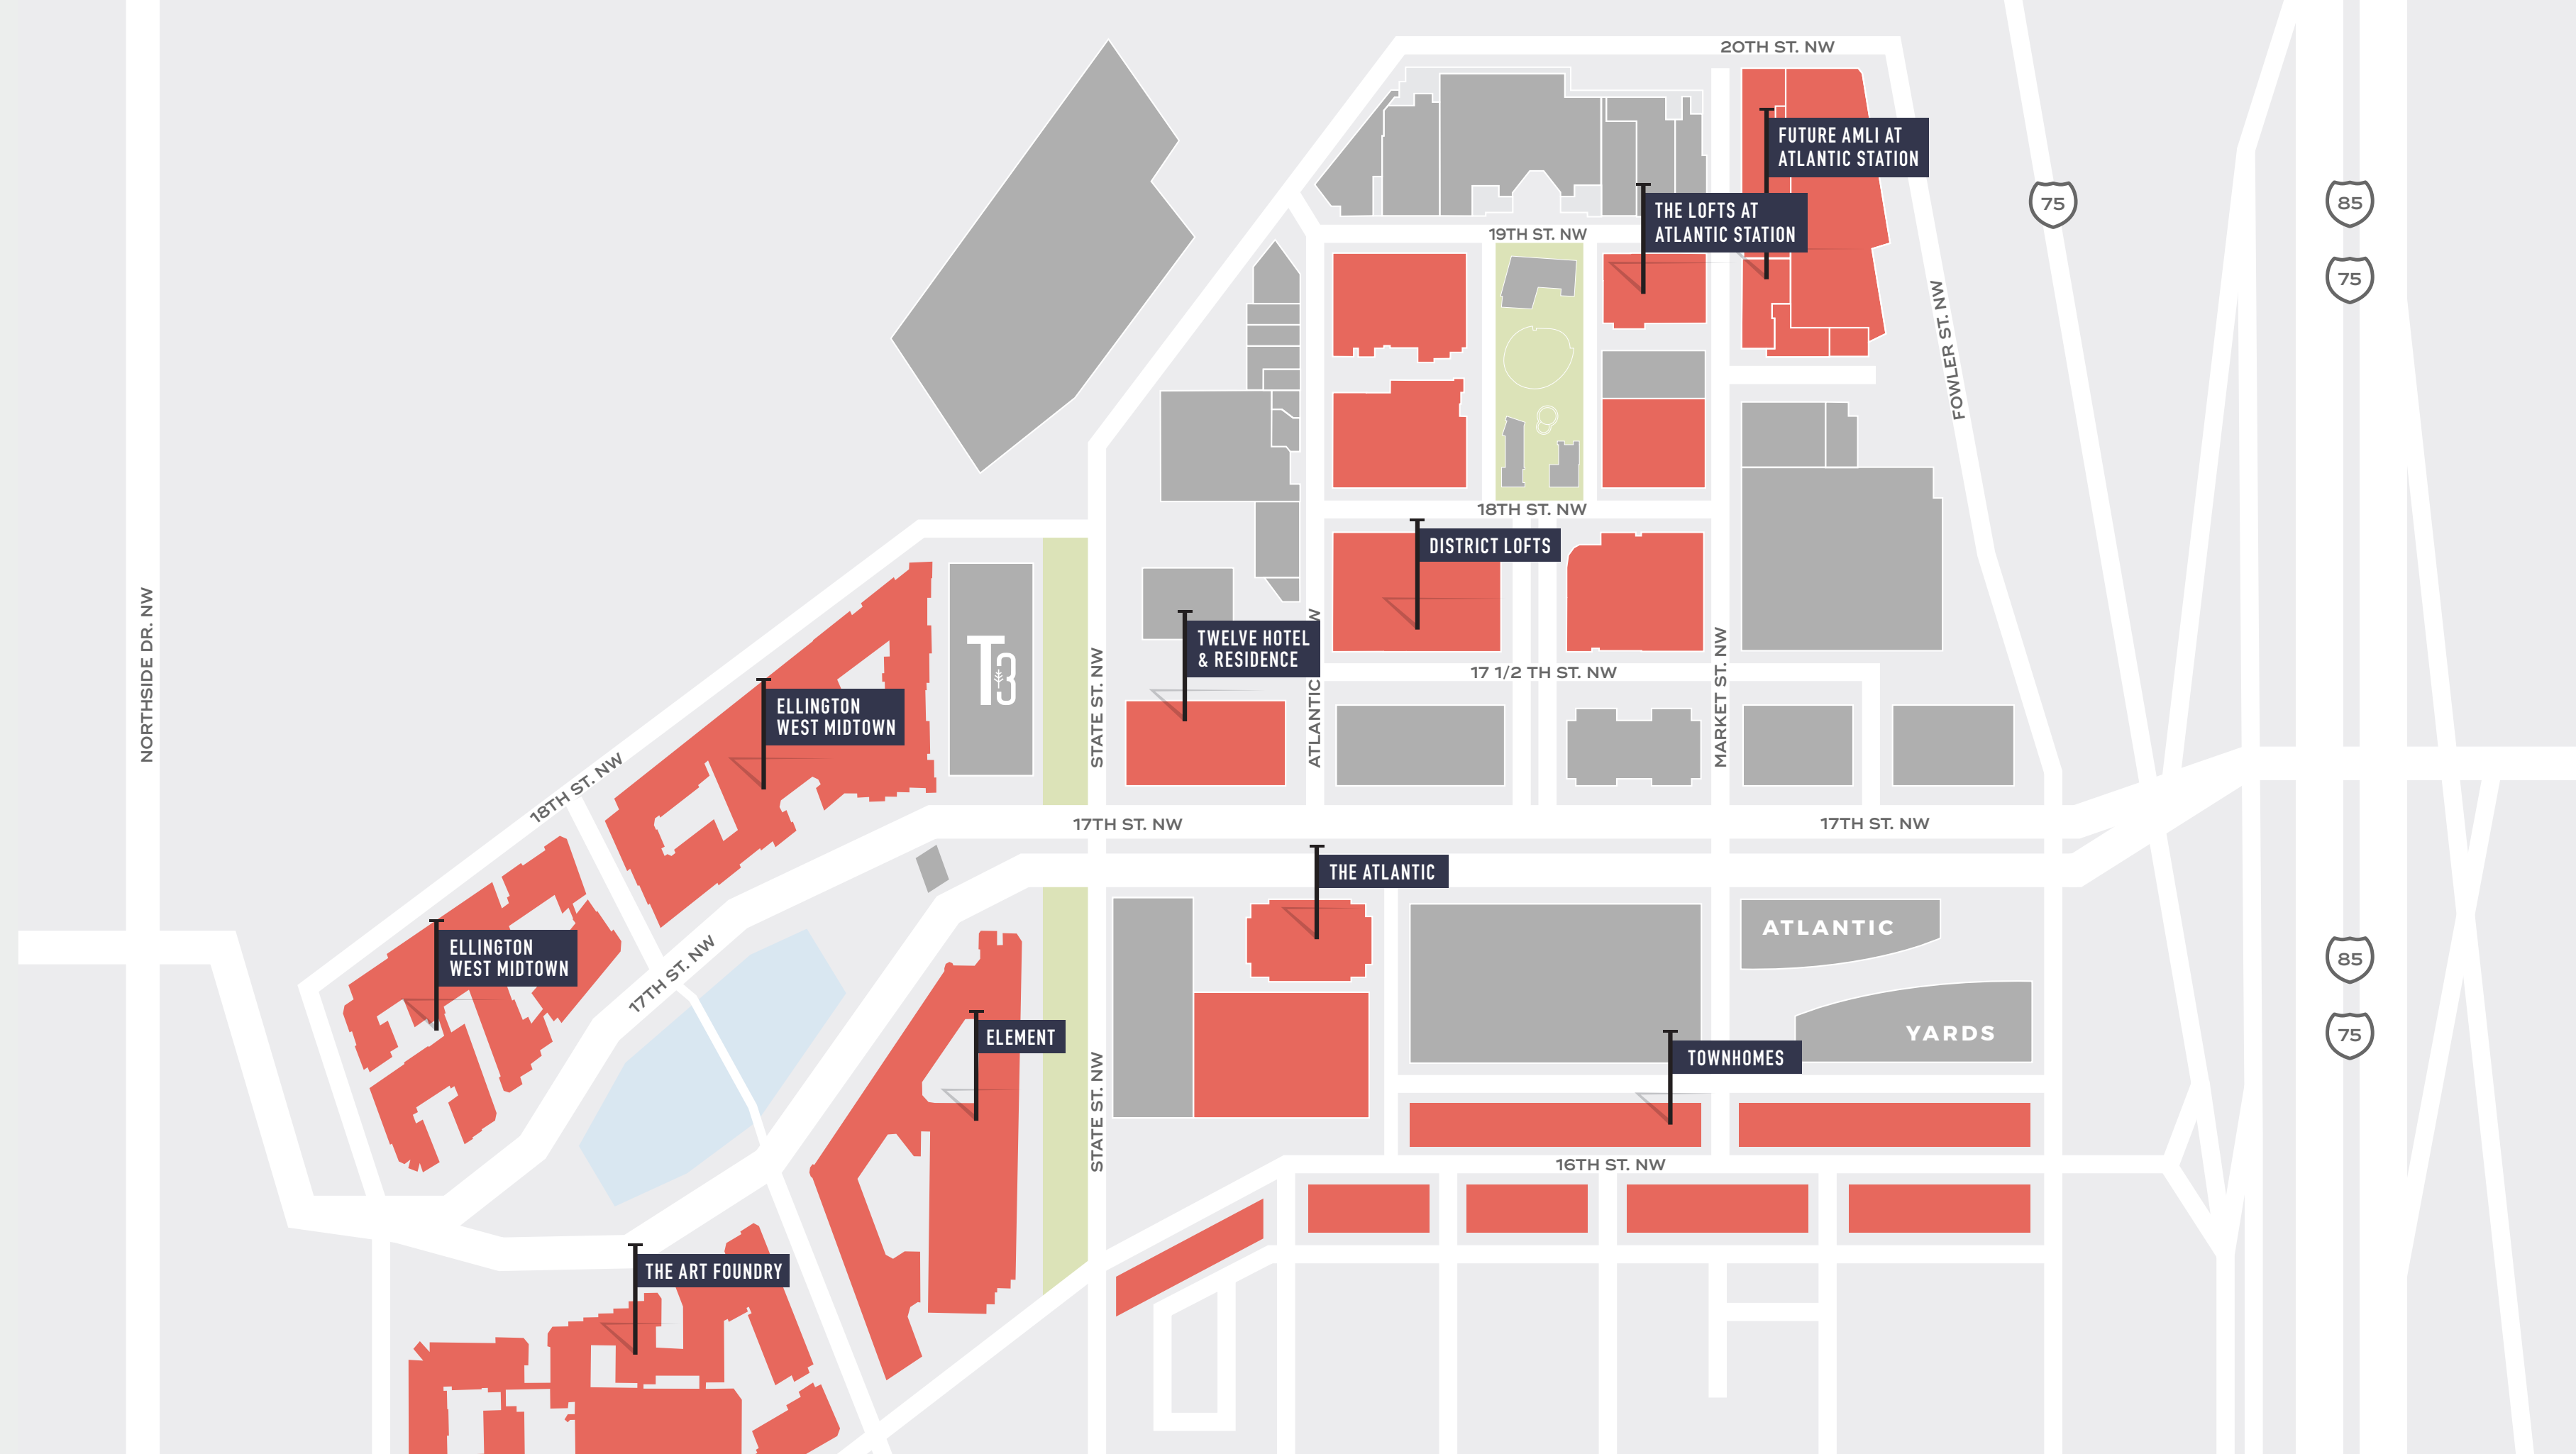 20TH ST. NW
FUTURE AMLI AT
ATLANTIC STATION
75
85
75
THE LOFTS AT
ATLANTIC STATION
19TH ST. NW
FOWLER ST. NW
18TH ST. NW
DISTRICT LOFTS
NORTHSIDE DR. NW
TWELVE HOTEL
& RESIDENCE
T3
STATE ST. NW
ATLANTIC
W
MARKET ST. NW
17 1/2 TH ST. NW
ELLINGTON
WEST MIDTOWN
18TH ST. NW
17TH ST. NW
17TH ST. NW
THE ATLANTIC
ATLANTIC
YARDS
ELLINGTON
WEST MIDTOWN
17TH ST. NW
85
75
ELEMENT
TOWNHOMES
STATE ST. NW
16TH ST. NW
THE ART FOUNDRY